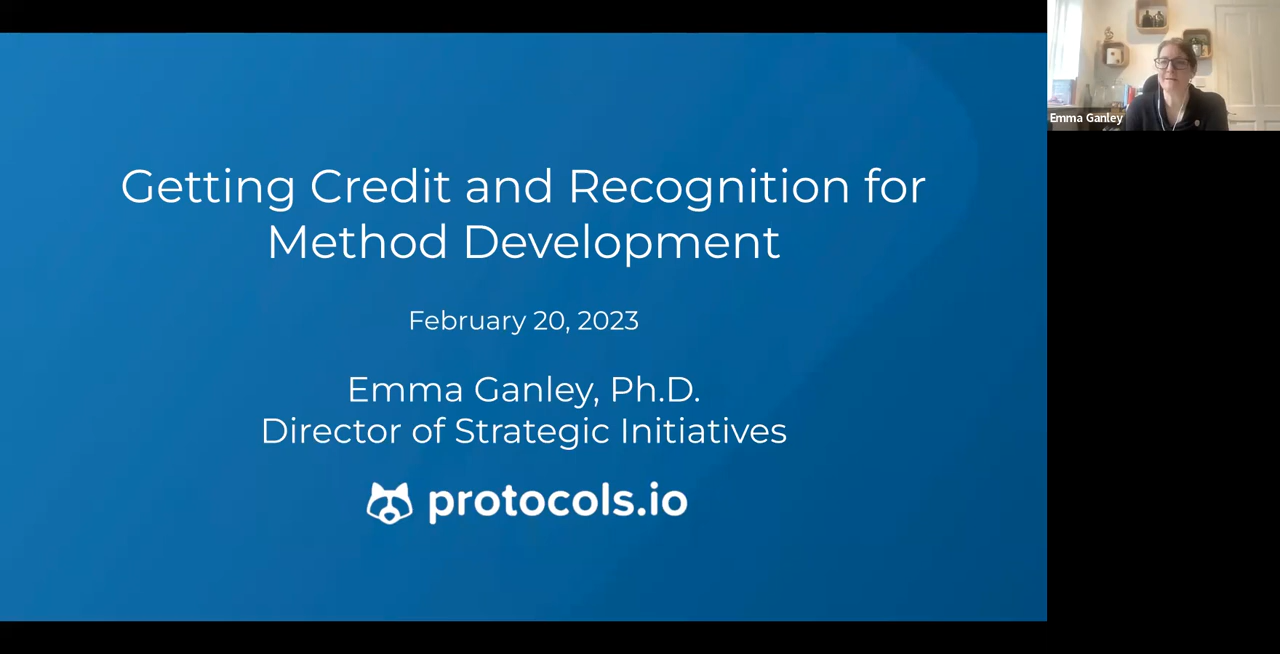 Getting Credit and Recognition for
Method Development
February 20, 2023
Emma Ganley, Ph.D.
Director of Strategic Initiatives
protocols.io
Emma Ganley